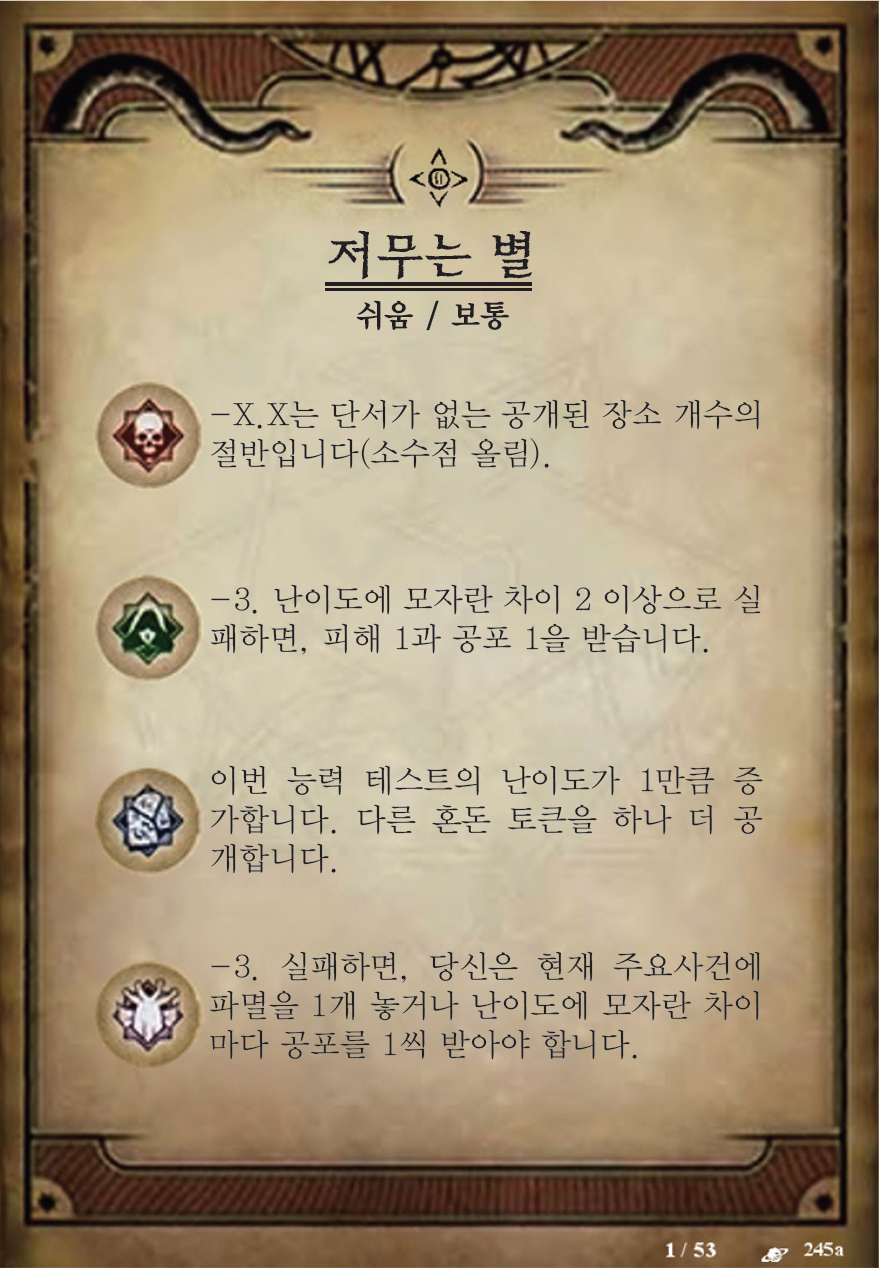 저무는 별
쉬움 / 보통
-X.X는 단서가 없는 공개된 장소 개수의
절반입니다(소수점 올림).
-3. 난이도에 모자란 차이 2 이상으로 실
패하면, 피해 1과 공포 1을 받습니다.
이번 능력 테스트의 난이도가 1만큼 증
가합니다. 다른 혼돈 토큰을 하나 더 공
개합니다.
-3. 실패하면, 당신은 현재 주요사건에
파멸을 1개 놓거나 난이도에 모자란 차이
마다 공포를 1씩 받아야 합니다.
1 / 53 245a